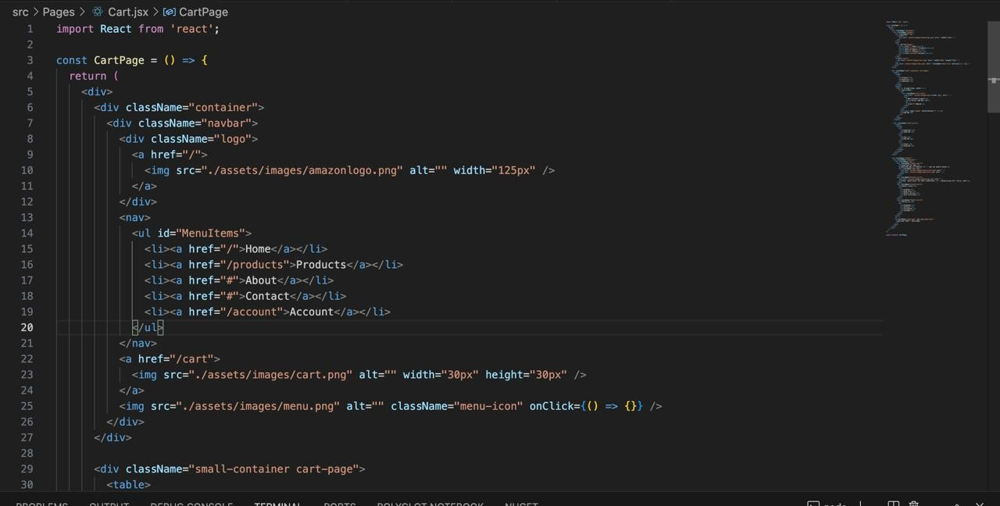 src > Pages > Cart.jsx > CartPage
1 import React from 'react';
2
3 const CartPage = () => {
4 return (
5 <div>
6 <div className="container">
7 <div className="navbar">
8 <div className="logo">
9 <a href="/">
10 <img src="./assets/images/amazonlogo.png" alt="" width="125px" />
11 </a>
12 </div>
13 <nav>
14 <ul id="MenuItems">
15 <li><a href="/">Home</a></li>
16 <li><a href="/products">Products</a></li>
17 <li><a href="#">About</a></li>
18 <li><a href="#">Contact</a></li>
19 <li><a href="/account">Account</a></li>
20 </ul>
21 </nav>
22 <a href="/cart">
23 <img src="./assets/images/cart.png" alt="" width="30px" height="30px" />
24 </a>
25 <img src="./assets/images/menu.png" alt="" className="menu-icon" onClick={() => {}} />
26 </div>
27 </div>
28
29 <div className="small-container cart-page">
30 <table>
PROBLEMS OUTPUT DEBUG CONSOLE TERMINAL PORTS POLYGLOT NOTEBOOK NUGET node